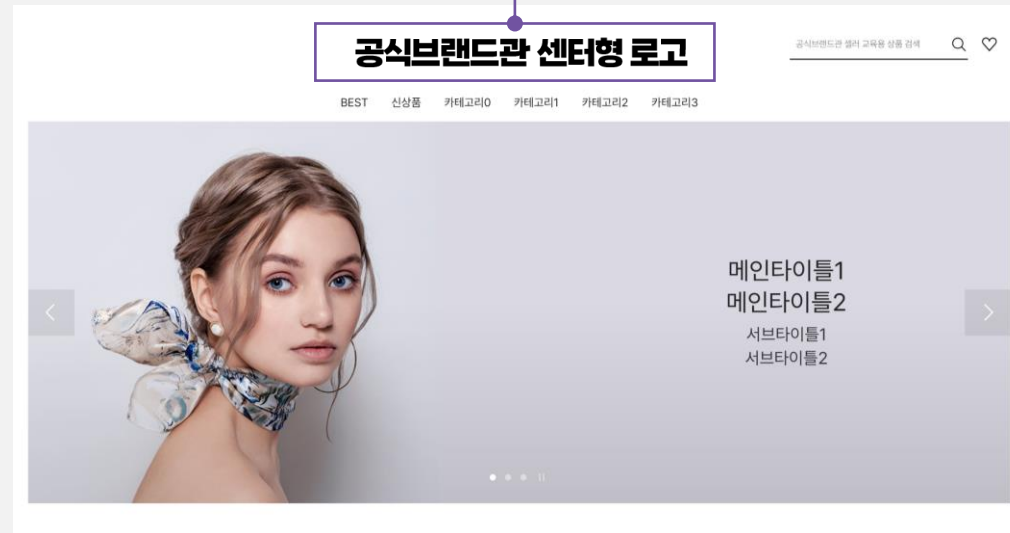 공식브랜드관 센터형 로고
공식브랜드관 셀러 교육용 상품 검색
BEST 신상품 카테고리0 카테고리1 카테고리2 카테고리3
메인타이틀1
메인타이틀2
서브타이틀1
서브타이틀2